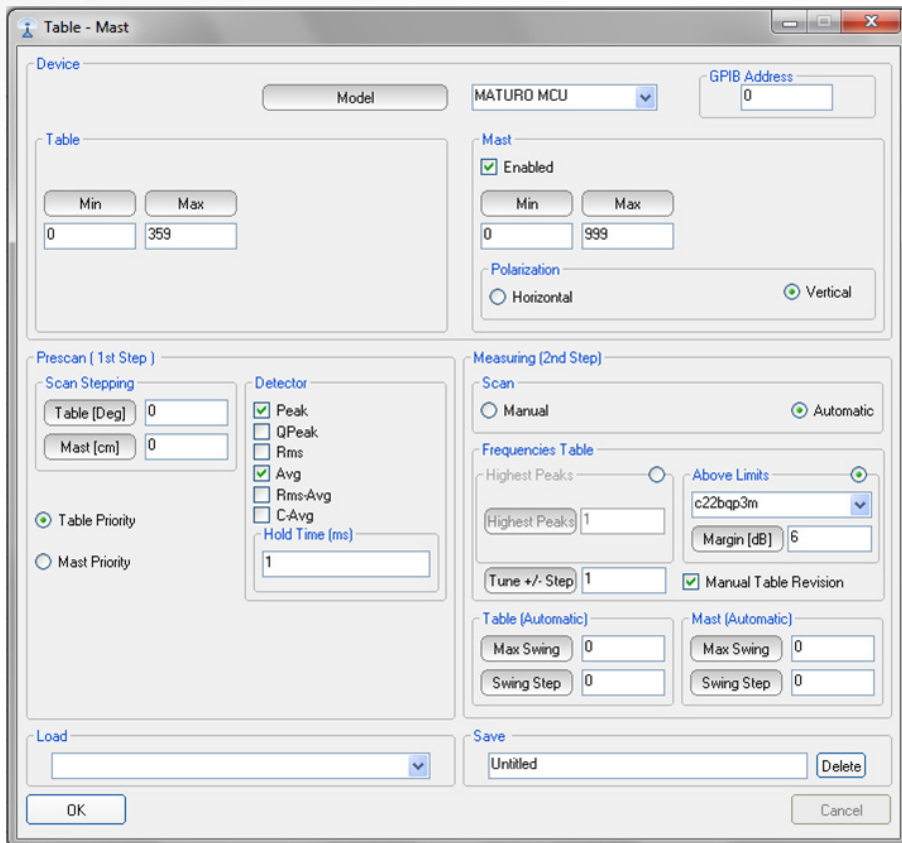 Table - Mast
Device
Model
MATURO MCU
GPIB Address
0
Table
Min
Max
0
359
Mast
Enabled
Min
Max
0
999
Polarization
Horizontal
Vertical
Prescan ( 1st Step )
Scan Stepping
Table [Deg]
0
Mast [cm]
0
Table Priority
Mast Priority
Detector
Peak
QPeak
Rms
Avg
Rms-Avg
C-Avg
Hold Time (ms)
1
Measuring (2nd Step)
Scan
Manual
Automatic
Frequencies Table
Highest Peaks
Highest Peaks
1
Above Limits
c22bqp3m
Margin [dB]
6
Tune +/- Step
1
Manual Table Revision
Table (Automatic)
Max Swing
0
Swing Step
0
Mast (Automatic)
Max Swing
0
Swing Step
0
Load
Save
Untitled
Delete
OK
Cancel